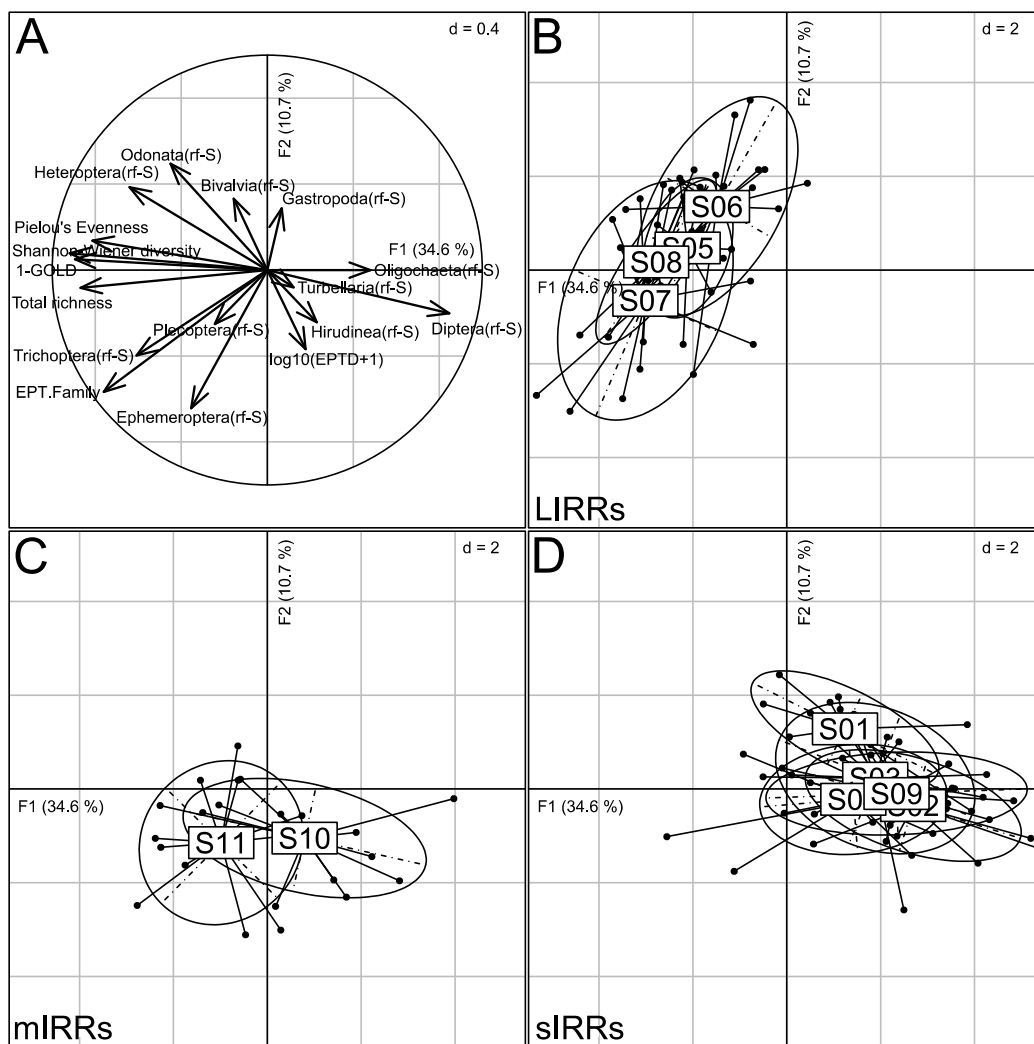 A
d = 0.4
F2 (10.7 %)
Odonata(rf-S)
Heteroptera(rf-S)
Bivalvia(rf-S)
Gastropoda(rf-S)
Pielou's Evenness
F1 (34.6 %)
Shannon-Wiener diversity
1-GOLD
Oligochaeta(rf-S)
Turbellaria(rf-S)
Total richness
Plecoptera(rf-S)
Hirudinea(rf-S)
Diptera(rf-S)
Trichoptera(rf-S)
log10(EPTD+1)
EPT.Family
Ephemeroptera(rf-S)
B
d = 2
F2 (10.7 %)
S06
S05
S08
F1 (34.6 %)
S07
LIRRs
C
d = 2
F2 (10.7 %)
F1 (34.6 %)
S11
S10
mIRRs
D
d = 2
F2 (10.7 %)
S01
S03
F1 (34.6 %)
S09
S02
sIRRs